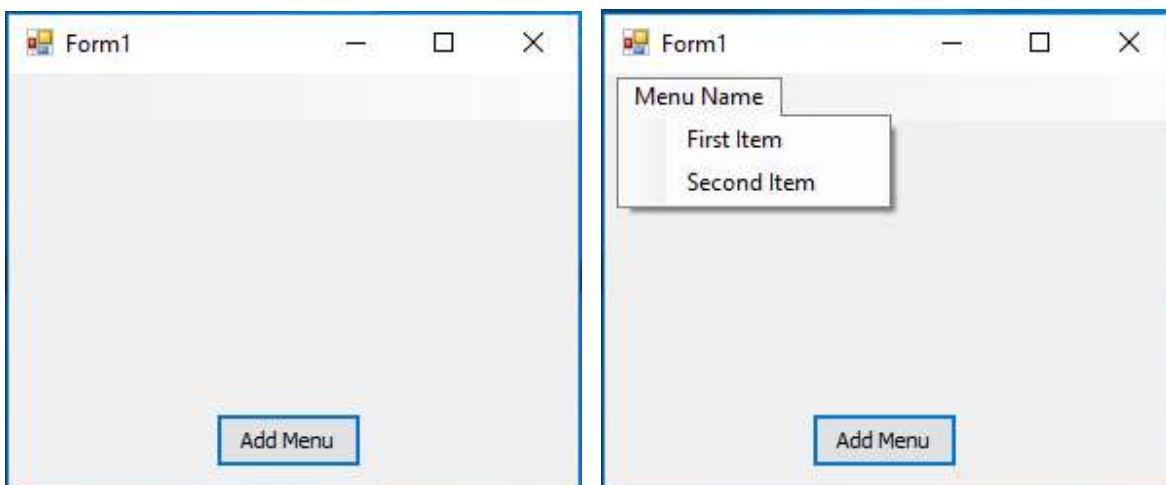 Form1
Add Menu
Form1
Menu Name
First Item
Second Item
Add Menu